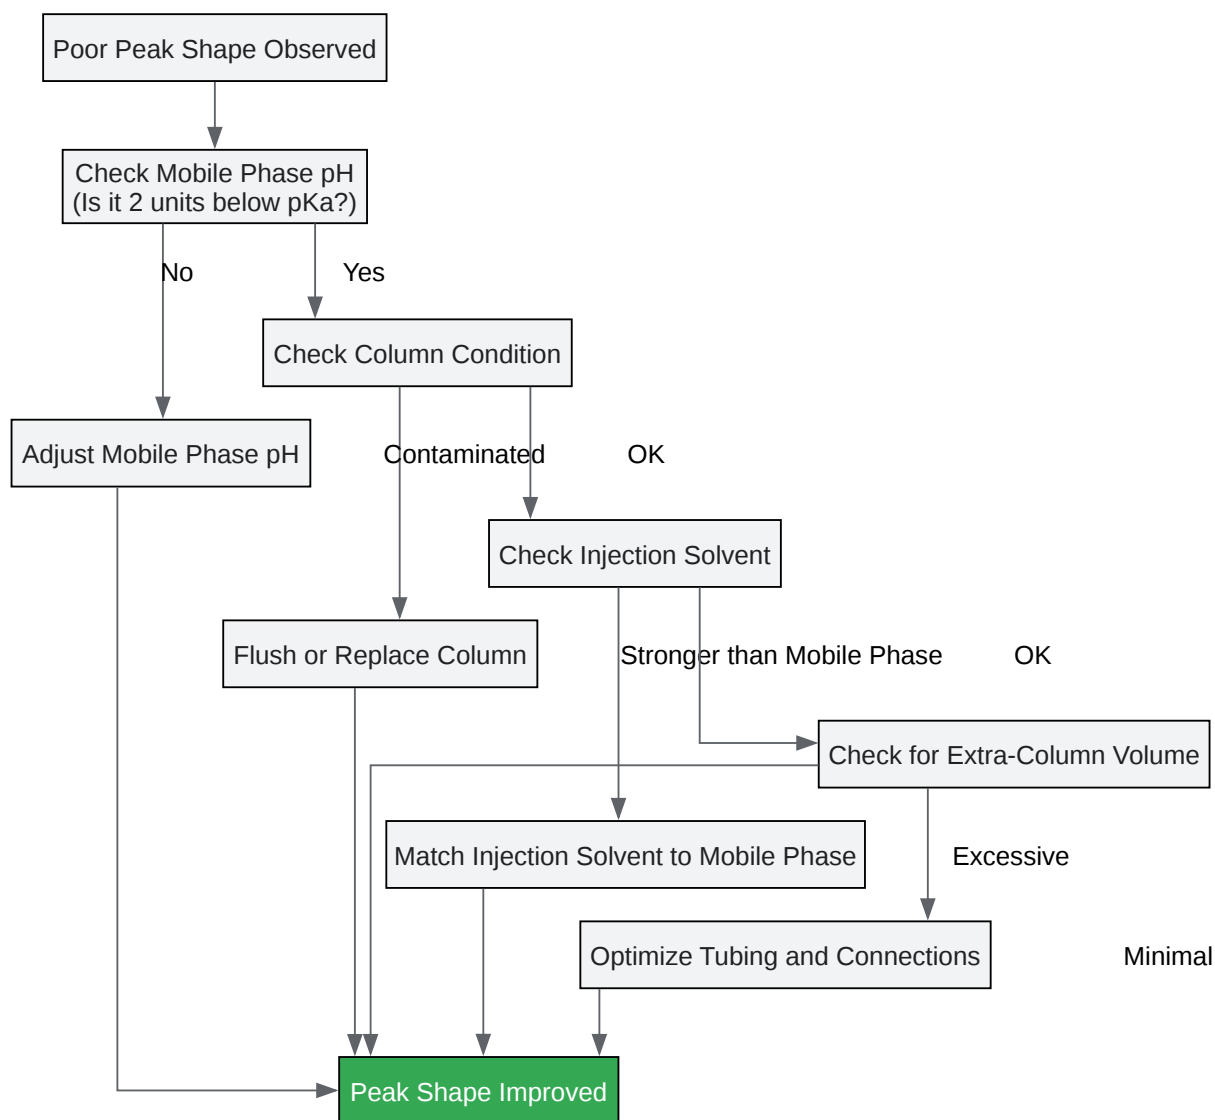 Poor Peak Shape Observed
Check Mobile Phase pH
(Is it 2 units below pKa?)
No
Yes
Check Column Condition
Adjust Mobile Phase pH
Contaminated
OK
Check Injection Solvent
Flush or Replace Column
Stronger than Mobile Phase
OK
Check for Extra-Column Volume
Match Injection Solvent to Mobile Phase
Excessive
Optimize Tubing and Connections
Minimal
Peak Shape Improved